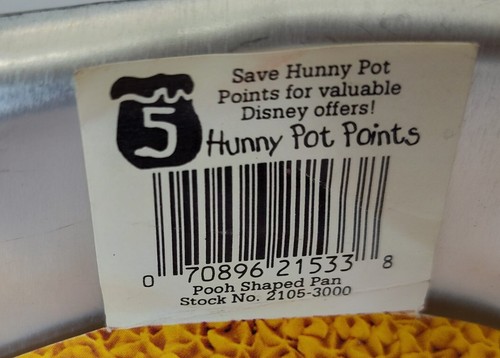 Save Hunny Pot
Points for valuable
Disney offers!
5
Hunny Pot Points
0 70896 21533 8
Pooh Shaped Pan
Stock No. 2105-3000